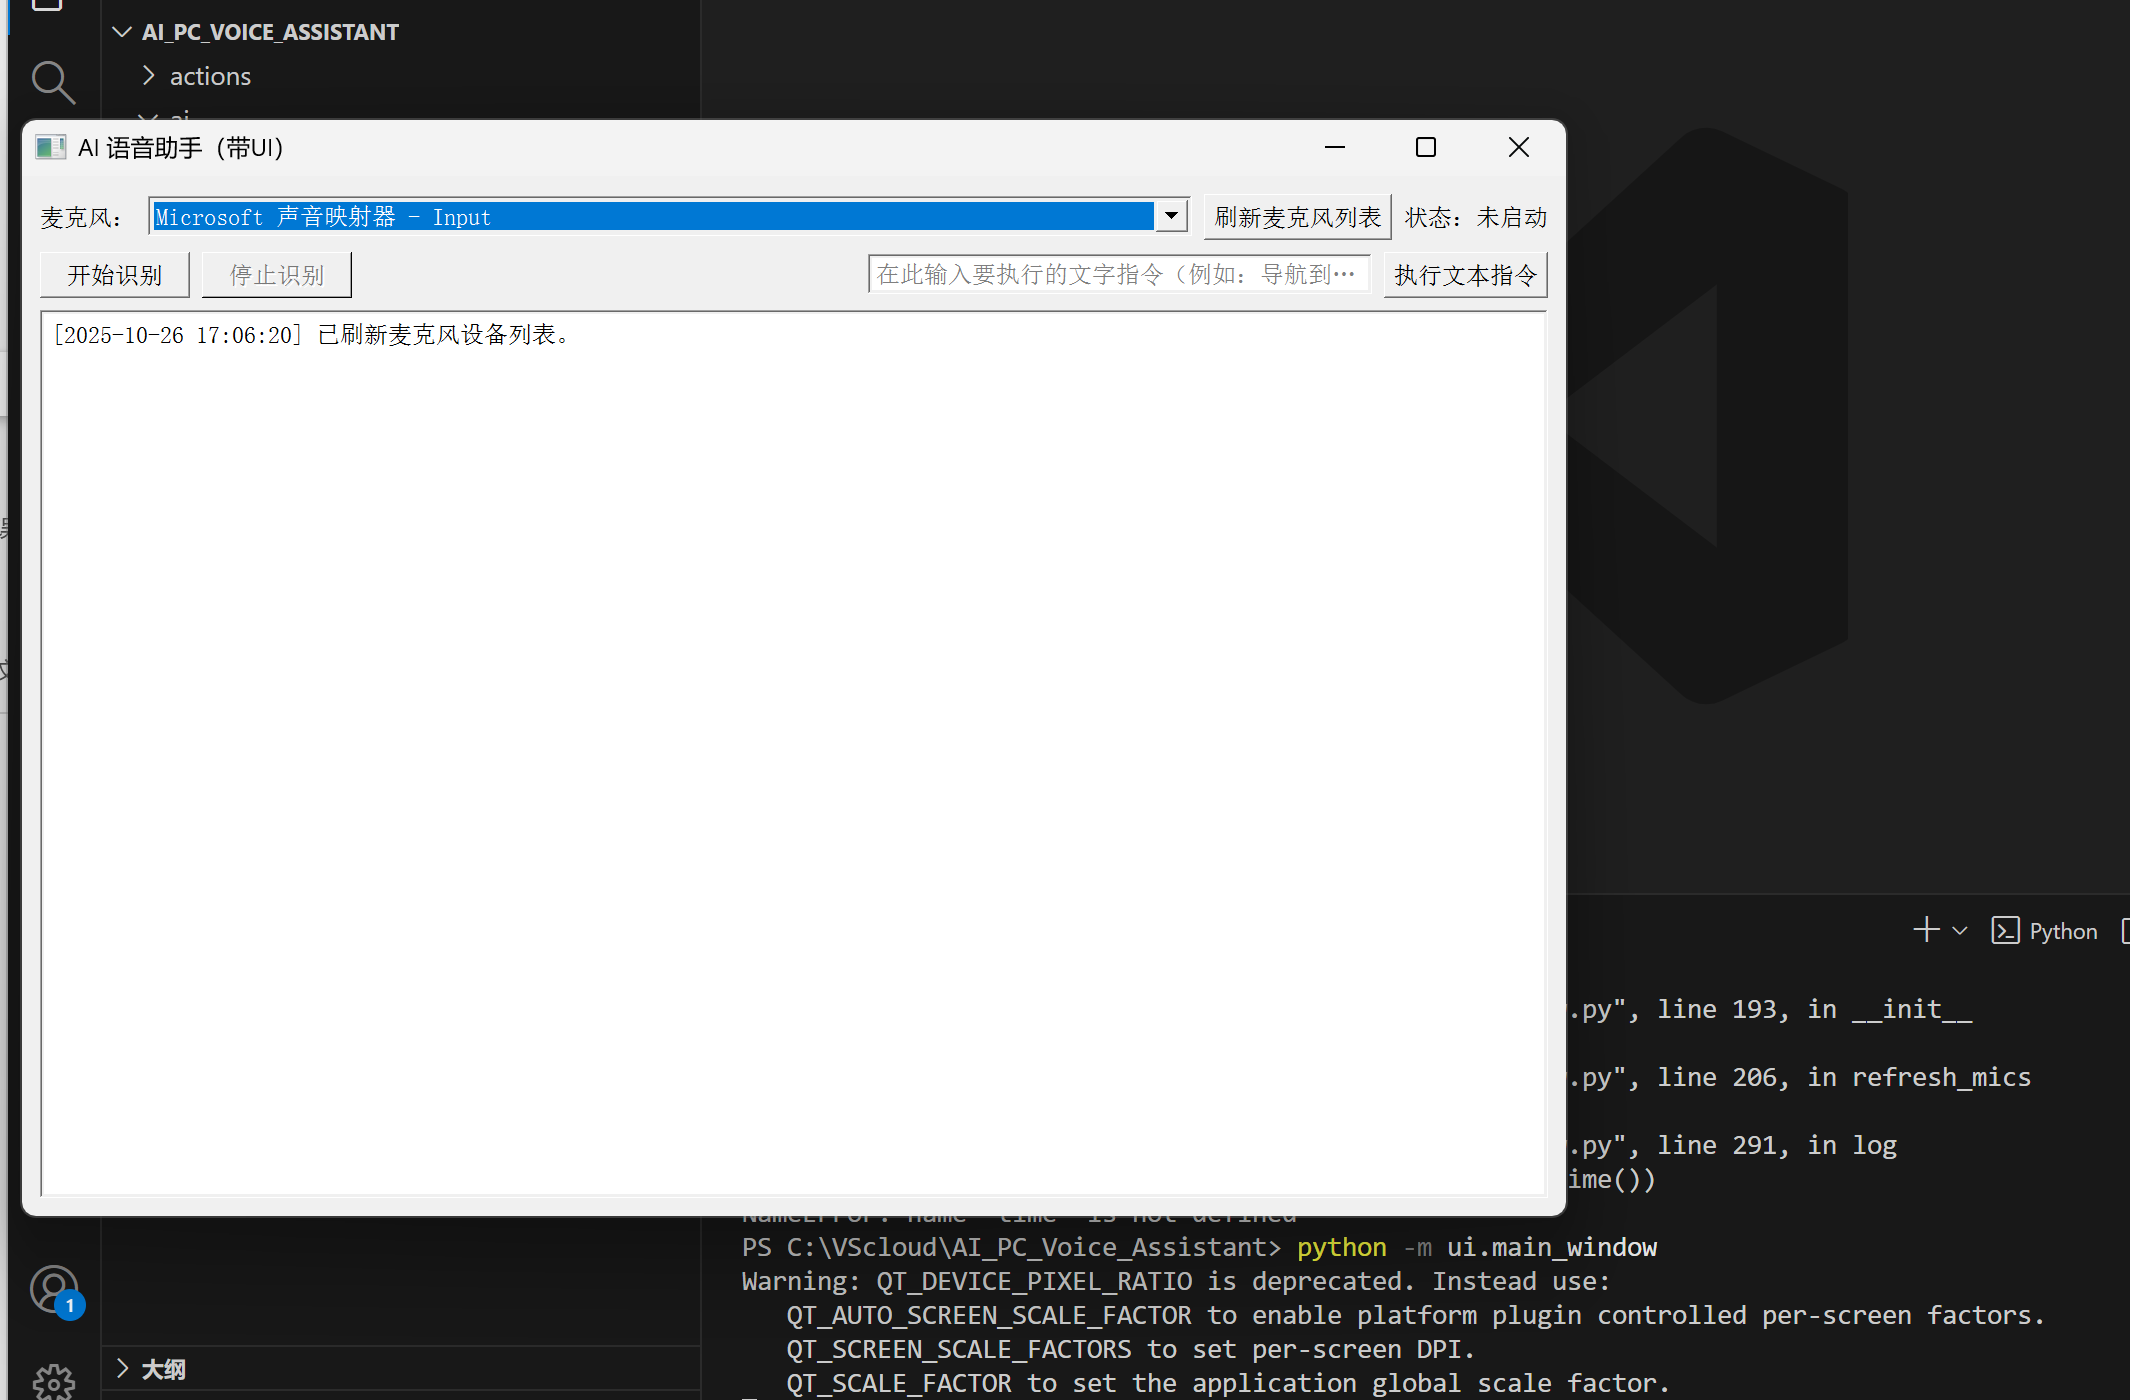 AI_PC_VOICE_ASSISTANT
actions
ai
AI 语音助手（带UI）
麦克风：
Microsoft 声音映射器 - Input
刷新麦克风列表
状态：未启动
开始识别
停止识别
在此输入要执行的文字指令（例如：导航到…
执行文本指令
[2025-10-26 17:06:20] 已刷新麦克风设备列表。
Python
.py", line 193, in __init__
.py", line 206, in refresh_mics
.py", line 291, in log
ime())
NameError: name 'time' is not defined
PS C:\VScloud\AI_PC_Voice_Assistant> python -m ui.main_window
Warning: QT_DEVICE_PIXEL_RATIO is deprecated. Instead use:
QT_AUTO_SCREEN_SCALE_FACTOR to enable platform plugin controlled per-screen factors.
QT_SCREEN_SCALE_FACTORS to set per-screen DPI.
QT_SCALE_FACTOR to set the application global scale factor.
1
大纲